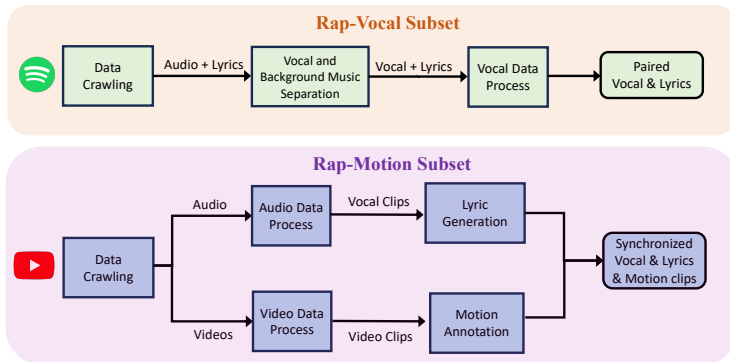 Rap-Vocal Subset
Data
Crawling
Audio + Lyrics
Vocal and
Background Music
Separation
Vocal + Lyrics
Vocal Data
Process
Paired
Vocal & Lyrics
Rap-Motion Subset
Data
Crawling
Audio
Audio Data
Process
Vocal Clips
Lyric
Generation
Videos
Video Data
Process
Video Clips
Motion
Annotation
Synchronized
Vocal & Lyrics
& Motion clips